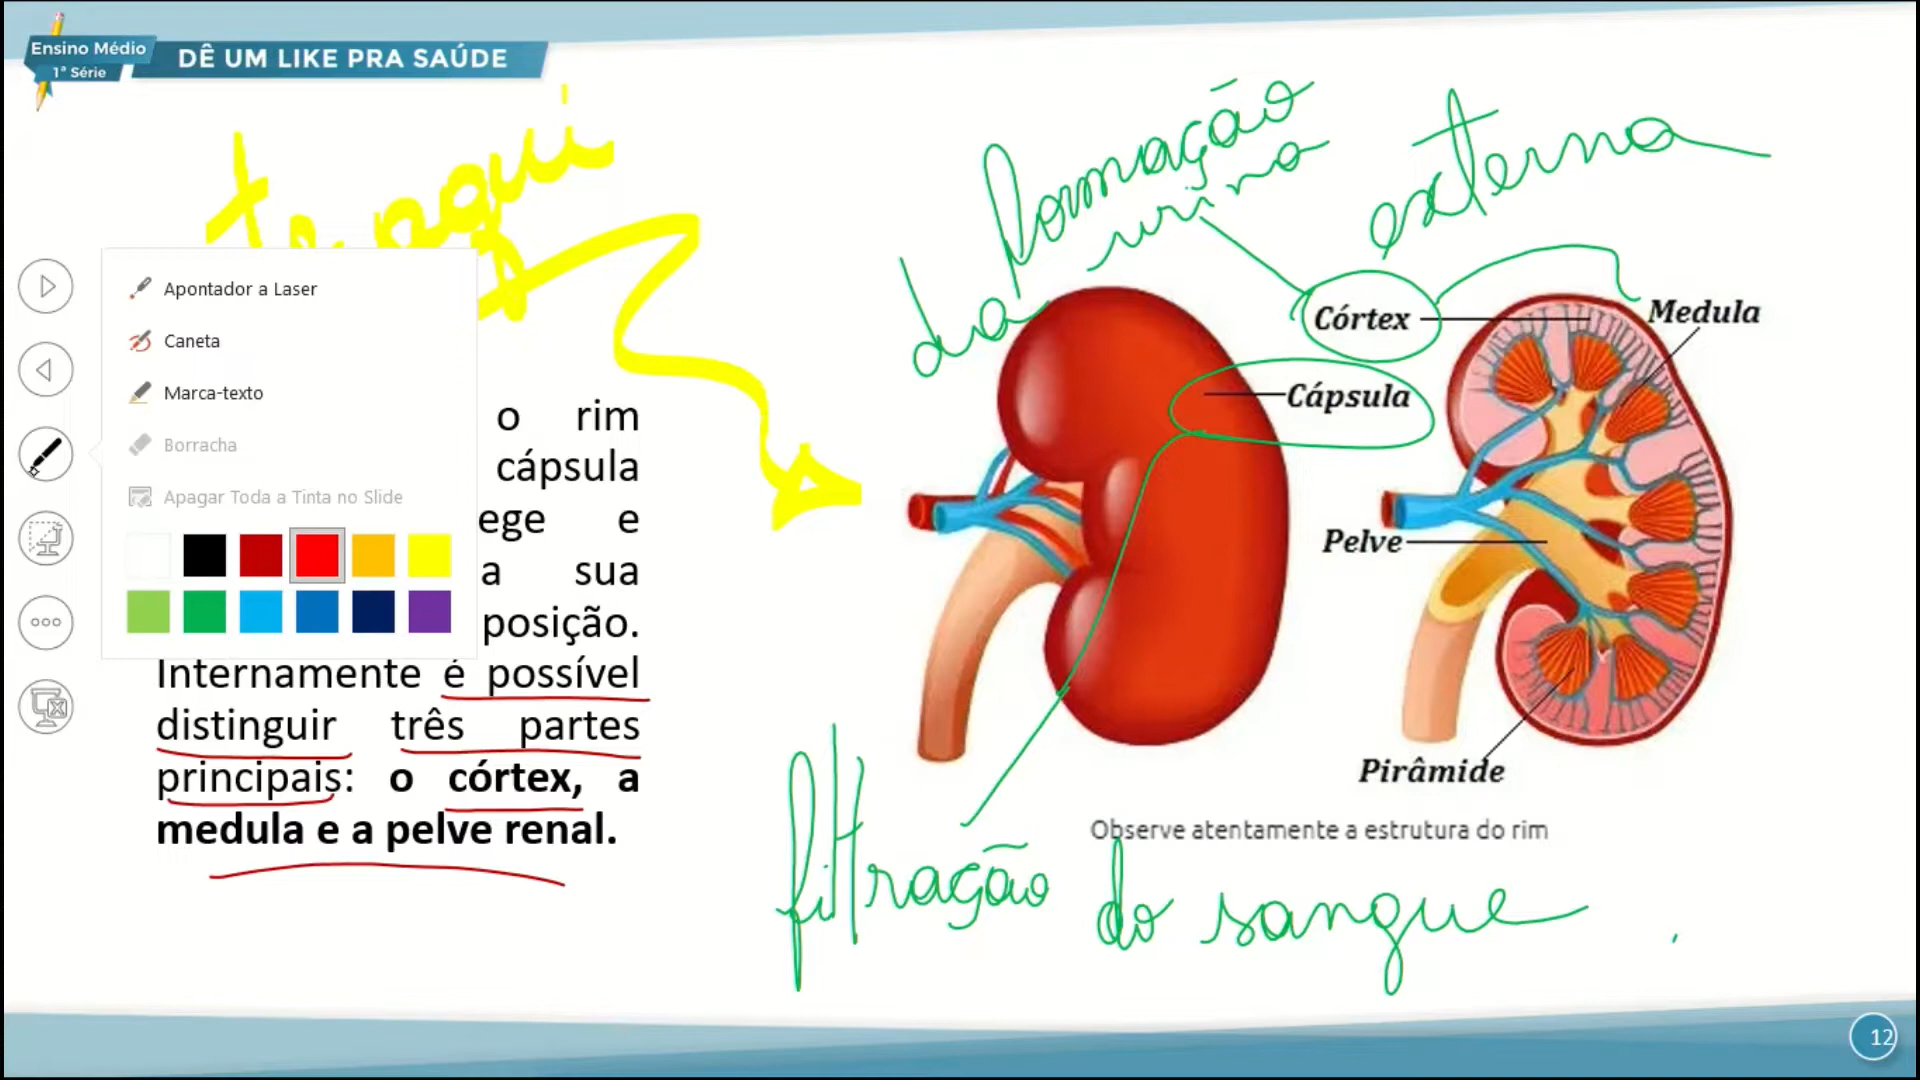 Ensino Médio
1ª Série
DÊ UM LIKE PRA SAÚDE
aqui
Apontador a Laser
Caneta
Marca-texto
Borracha
Apagar Toda a Tinta no Slide
o rim
cápsula
ege e
a sua
posição.
Internamente é possível
distinguir três partes
principais: o córtex, a
medula e a pelve renal.
formação
da urina
externa
Córtex
Medula
Cápsula
Pelve
Pirâmide
Observe atentamente a estrutura do rim
filtração do sangue
12